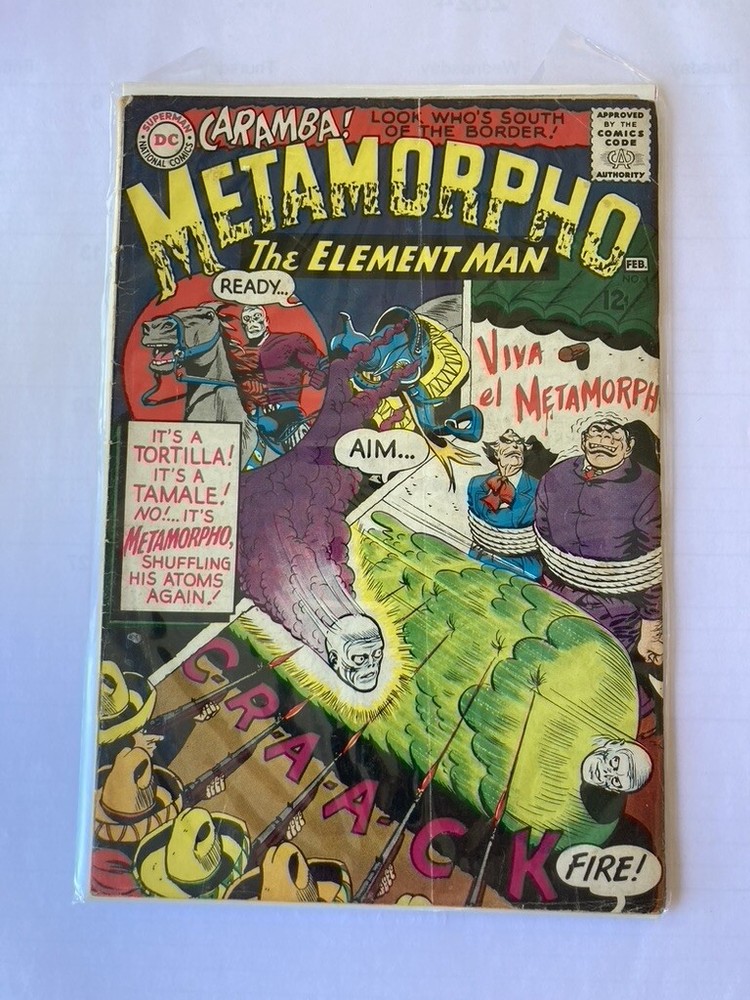 SUPERMAN
DC
NATIONAL COMICS
CARAMBA!
LOOK WHO'S SOUTH
OF THE BORDER!
APPROVED
BY THE
COMICS
CODE
CA
AUTHORITY
METAMORPHO
The ELEMENT MAN
FEB.
NO.
12¢
READY...
VIVA
el METAMORPH
AIM...
IT'S A
TORTILLA!
IT'S A
TAMALE!
NO!... IT'S
METAMORPHO,
SHUFFLING
HIS ATOMS
AGAIN!
C-R-A-A-C K
FIRE!